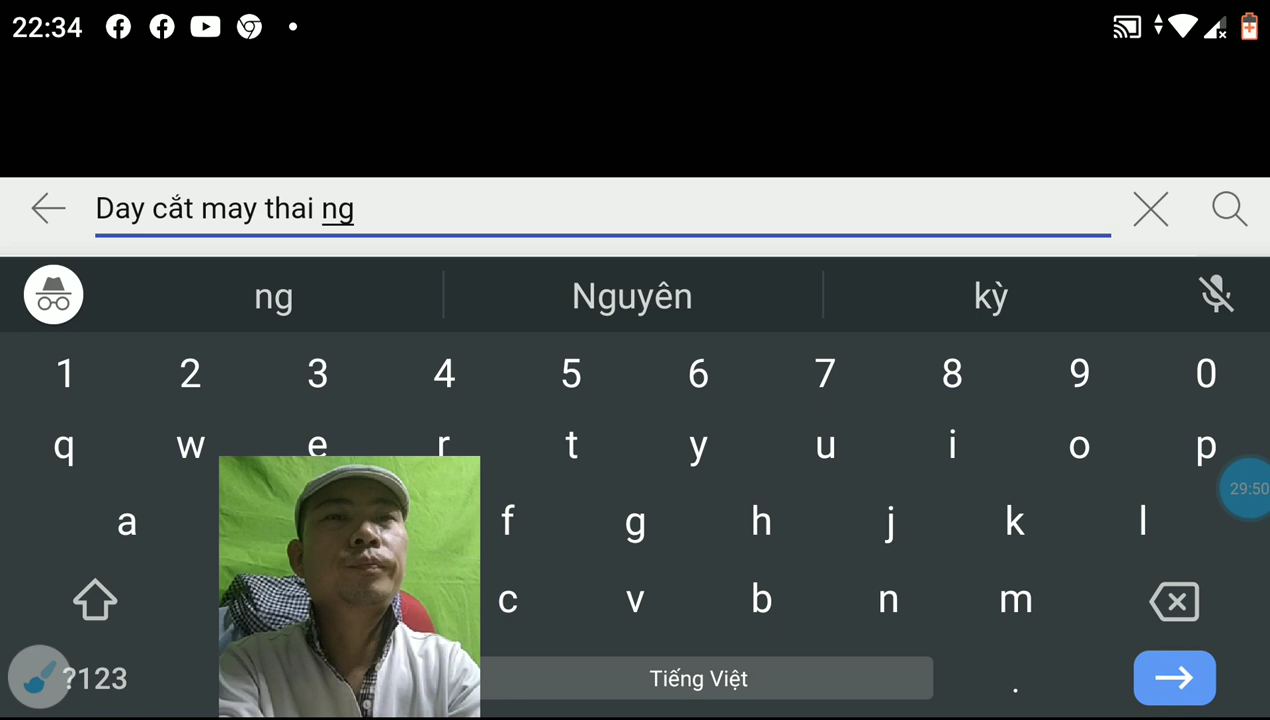 22:34
Day cắt may thai ng
ng Nguyên kỳ
1 2 3 4 5 6 7 8 9 0
q w e r t y u i o p
29:50
a f g h j k l
c v b n m
?123 Tiếng Việt .